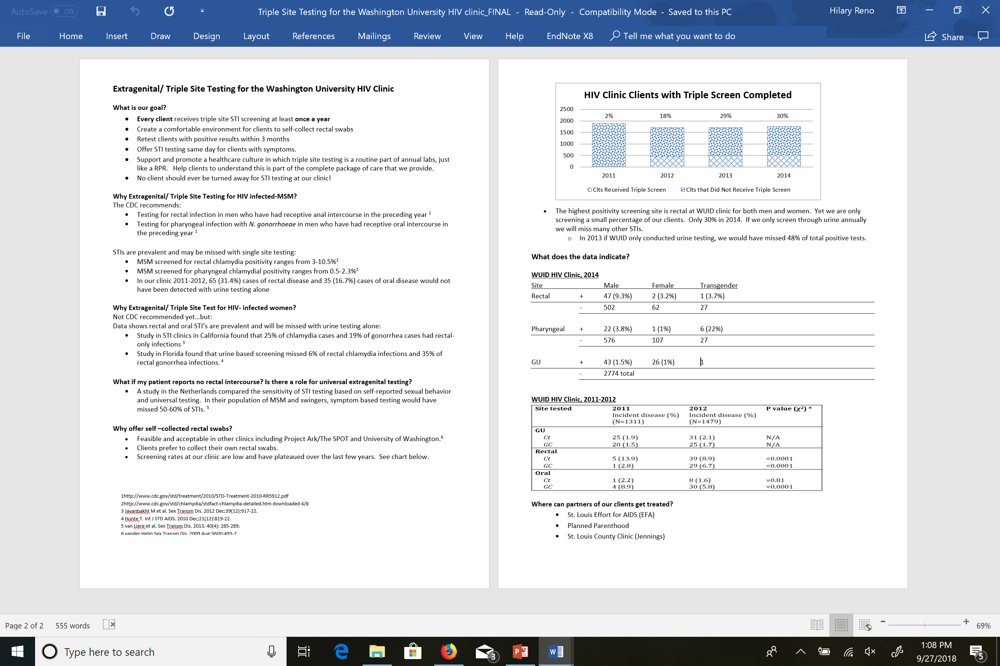 AutoSave Off
Triple Site Testing for the Washington University HIV clinic_FINAL - Read-Only - Compatibility Mode - Saved to this PC
Hilary Reno
File Home Insert Draw Design Layout References Mailings Review View Help EndNote X8 Tell me what you want to do Share
Extragenital/ Triple Site Testing for the Washington University HIV Clinic
What is our goal?
• Every client receives triple site STI screening at least once a year
• Create a comfortable environment for clients to self-collect rectal swabs
• Retest clients with positive results within 3 months
• Offer STI testing same day for clients with symptoms.
• Support and promote a healthcare culture in which triple site testing is a routine part of annual labs, just
like a RPR. Help clients to understand this is part of the complete package of care that we provide.
• No client should ever be turned away for STI testing at our clinic!
Why Extragenital/ Triple Site Testing for HIV infected-MSM?
The CDC recommends:
• Testing for rectal infection in men who have had receptive anal intercourse in the preceding year 1
• Testing for pharyngeal infection with N. gonorrhoeae in men who have had receptive oral intercourse in
the preceding year 1
STIs are prevalent and may be missed with single site testing:
• MSM screened for rectal chlamydia positivity ranges from 3-10.5%2
• MSM screened for pharyngeal chlamydial positivity ranges from 0.5-2.3%2
• In our clinic 2011-2012, 65 (31.4%) cases of rectal disease and 35 (16.7%) cases of oral disease would not
have been detected with urine testing alone
Why Extragenital/ Triple Site Test for HIV- infected women?
Not CDC recommended yet...but:
Data shows rectal and oral STI's are prevalent and will be missed with urine testing alone:
• Study in STI clinics in California found that 25% of chlamydia cases and 19% of gonorrhea cases had rectal-
only infections 3
• Study in Florida found that urine based screening missed 6% of rectal chlamydia infections and 35% of
rectal gonorrhea infections. 4
What if my patient reports no rectal intercourse? Is there a role for universal extragenital testing?
• A study in the Netherlands compared the sensitivity of STI testing based on self-reported sexual behavior
and universal testing. In their population of MSM and swingers, symptom based testing would have
missed 50-60% of STIs. 5
Why offer self –collected rectal swabs?
• Feasible and acceptable in other clinics including Project Ark/The SPOT and University of Washington.6
• Clients prefer to collect their own rectal swabs.
• Screening rates at our clinic are low and have plateaued over the last few years. See chart below.
1http://www.cdc.gov/std/treatment/2010/STD-Treatment-2010-RR5912.pdf
2http://www.cdc.gov/std/chlamydia/stdfact-chlamydia-detailed.htm downloaded 4/8
3 Javanbakht M et al. Sex Transm Dis. 2012 Dec;39(12):917-22.
4 Hunte T. Int J STD AIDS. 2010 Dec;21(12):819-22.
5 van Liere et al. Sex Transm Dis. 2013. 40(4): 285-289.
6 vander Helm Sex Transm Dis. 2009 Aug;36(8):493-7
HIV Clinic Clients with Triple Screen Completed
2500
2% 18% 29% 30%
2000
1500
1000
500
0
2011 2012 2013 2014
Clts Received Triple Screen Clts that Did Not Receive Triple Screen
• The highest positivity screening site is rectal at WUID clinic for both men and women. Yet we are only
screening a small percentage of our clients. Only 30% in 2014. If we only screen through urine annually
we will miss many other STIs.
o In 2013 if WUID only conducted urine testing, we would have missed 48% of total positive tests.
What does the data indicate?
WUID HIV Clinic, 2014
Site Male Female Transgender
Rectal + 47 (9.3%) 2 (3.2%) 1 (3.7%)
- 502 62 27
Pharyngeal + 22 (3.8%) 1 (1%) 6 (22%)
- 576 107 27
GU + 43 (1.5%) 26 (1%) 1
- 2774 total
WUID HIV Clinic, 2011-2012
Site tested 2011 2012 P value (χ²) *
Incident disease (%) Incident disease (%)
(N=1311) (N=1479)
GU
Ct 25 (1.9) 31 (2.1) N/A
GC 20 (1.5) 25 (1.7) N/A
Rectal
Ct 5 (13.9) 39 (8.9) <0.0001
GC 1 (2.8) 29 (6.7) <0.0001
Oral
Ct 1 (2.2) 8 (1.6) =0.81
GC 4 (8.9) 30 (5.8) <0.0001
Where can partners of our clients get treated?
• St. Louis Effort for AIDS (EFA)
• Planned Parenthood
• St. Louis County Clinic (Jennings)
Page 2 of 2 555 words
69%
Type here to search
3
1:08 PM
9/27/2018
5